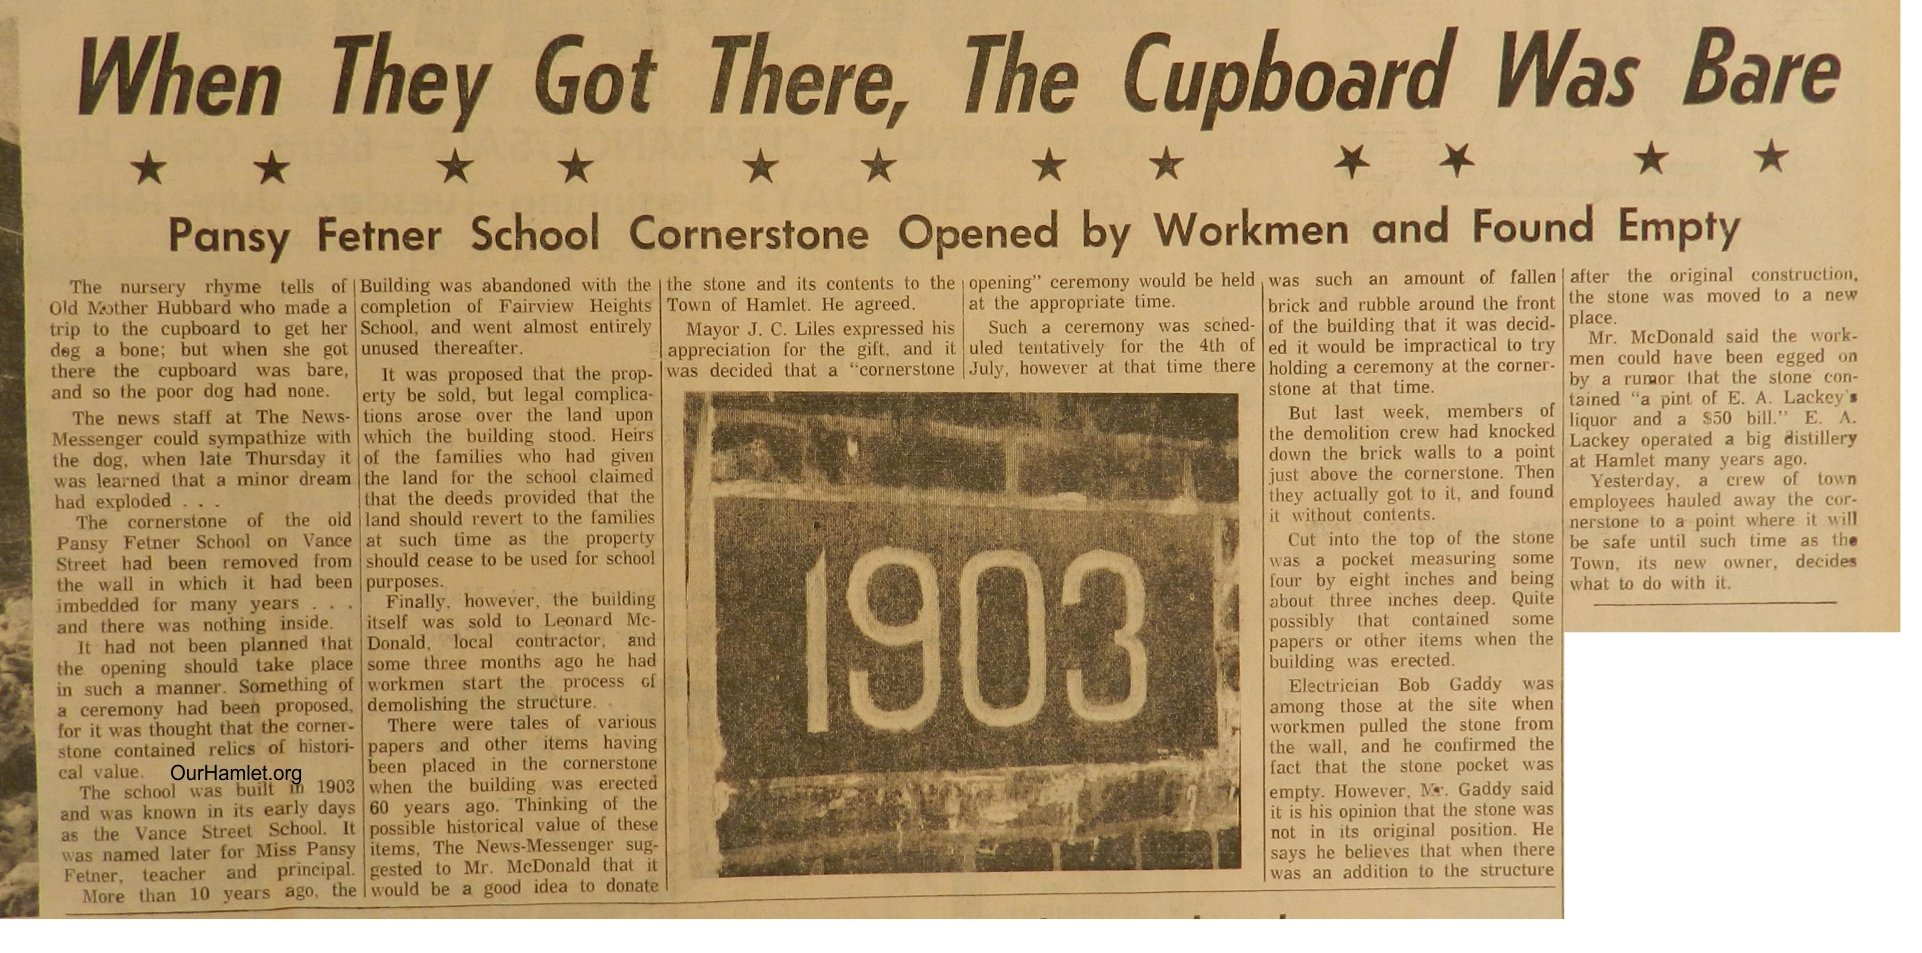 When They Got There, The Cupboard Was Bare
Pansy Fetner School Cornerstone Opened by Workmen and Found Empty
The nursery rhyme tells of
Old Mother Hubbard who made a
trip to the cupboard to get her
dog a bone; but when she got
there the cupboard was bare,
and so the poor dog had none.
The news staff at The News-
Messenger could sympathize with
the dog, when late Thursday it
was learned that a minor dream
had exploded . . .
The cornerstone of the old
Pansy Fetner School on Vance
Street had been removed from
the wall in which it had been
imbedded for many years . . .
and there was nothing inside.
It had not been planned that
the opening should take place
in such a manner. Something of
a ceremony had been proposed,
for it was thought that the corner-
stone contained relics of histori-
cal value.
OurHamlet.org
The school was built in 1903
and was known in its early days
as the Vance Street School. It
was named later for Miss Pansy
Fetner, teacher and principal.
More than 10 years ago, the
Building was abandoned with the
completion of Fairview Heights
School, and went almost entirely
unused thereafter.
It was proposed that the prop-
erty be sold, but legal complica-
tions arose over the land upon
which the building stood. Heirs
of the families who had given
the land for the school claimed
that the deeds provided that the
land should revert to the families
at such time as the property
should cease to be used for school
purposes.
Finally, however, the building
itself was sold to Leonard Mc-
Donald, local contractor, and
some three months ago he had
workmen start the process of
demolishing the structure.
There were tales of various
papers and other items having
been placed in the cornerstone
when the building was erected
60 years ago. Thinking of the
possible historical value of these
items, The News-Messenger sug-
gested to Mr. McDonald that it
would be a good idea to donate
the stone and its contents to the
Town of Hamlet. He agreed.
Mayor J. C. Liles expressed his
appreciation for the gift, and it
was decided that a "cornerstone
opening" ceremony would be held
at the appropriate time.
Such a ceremony was sched-
uled tentatively for the 4th of
July, however at that time there
1903
was such an amount of fallen
brick and rubble around the front
of the building that it was decid-
ed it would be impractical to try
holding a ceremony at the corner-
stone at that time.
But last week, members of
the demolition crew had knocked
down the brick walls to a point
just above the cornerstone. Then
they actually got to it, and found
it without contents.
Cut into the top of the stone
was a pocket measuring some
four by eight inches and being
about three inches deep. Quite
possibly that contained some
papers or other items when the
building was erected.
Electrician Bob Gaddy was
among those at the site when
workmen pulled the stone from
the wall, and he confirmed the
fact that the stone pocket was
empty. However, Mr. Gaddy said
it is his opinion that the stone was
not in its original position. He
says he believes that when there
was an addition to the structure
after the original construction,
the stone was moved to a new
place.
Mr. McDonald said the work-
men could have been egged on
by a rumor that the stone con-
tained "a pint of E. A. Lackey's
liquor and a $50 bill." E. A.
Lackey operated a big distillery
at Hamlet many years ago.
Yesterday, a crew of town
employees hauled away the cor-
nerstone to a point where it will
be safe until such time as the
Town, its new owner, decides
what to do with it.